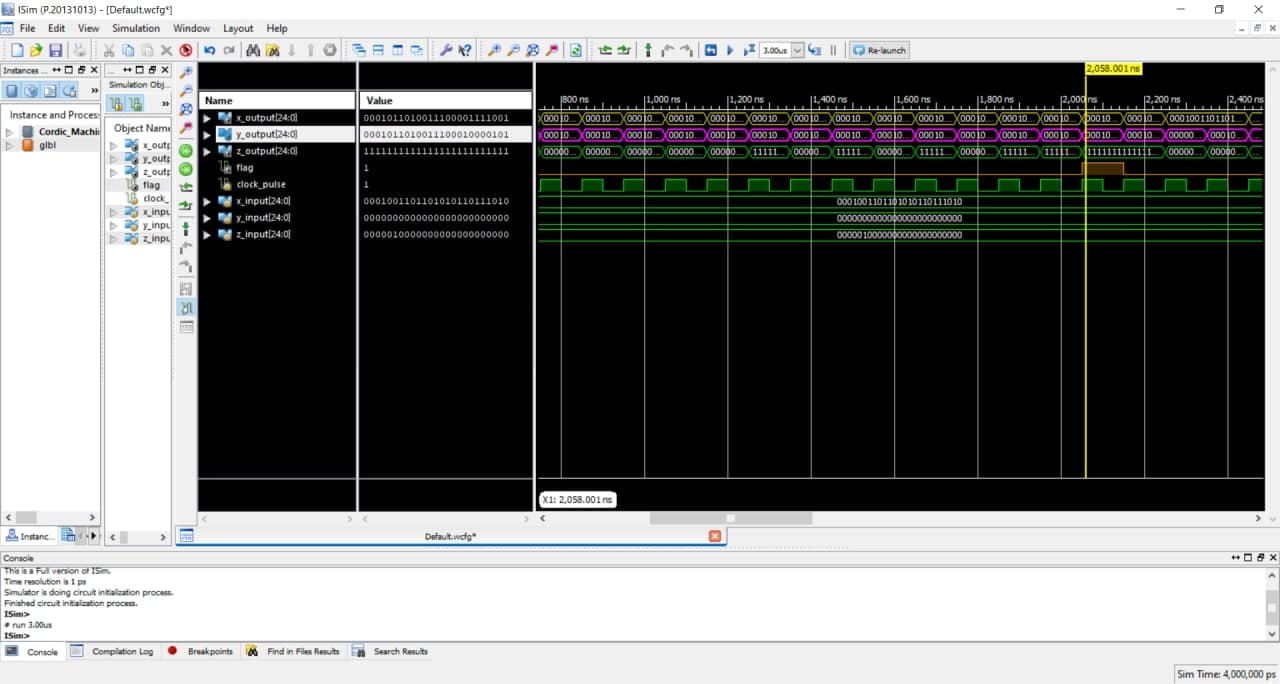 ISim (P.20131013) - [Default.wcfg*]
File Edit View Simulation Window Layout Help
3.00us Re-launch
Instances ...
...
Simulation Obj...
Instance and Process
Cordic_Machi
glbl
Object Name
x_outp
y_outp
z_outp
flag
clock_
x_inpu
y_inpu
z_inpu
Name Value
x_output[24:0] 0001011010011100001111001
y_output[24:0] 0001011010011100010000101
z_output[24:0] 1111111111111111111111111
flag 1
clock_pulse 1
x_input[24:0] 0001001101101010110111010
y_input[24:0] 0000000000000000000000000
z_input[24:0] 0000010000000000000000000
2,058.001 ns
800 ns 1,000 ns 1,200 ns 1,400 ns 1,600 ns 1,800 ns 2,000 ns 2,200 ns 2,400 ns
00010... 00010... 00010... 00010... 00010... 00010... 00010... 00010... 00010... 00010... 00010... 00010... 00010... 00010... 00010... 0001001101101...
00010... 00010... 00010... 00010... 00010... 00010... 00010... 00010... 00010... 00010... 00010... 00010... 00010... 00010... 00010... 00000... 00010...
00000... 00000... 00000... 00000... 00000... 11111... 00000... 11111... 00000... 11111... 00000... 11111... 11111... 1111111111111... 00000... 00000...
0001001101101010110111010
0000000000000000000000000
0000010000000000000000000
X1: 2,058.001 ns
Instanc...
Default.wcfg*
Console
This is a Full version of ISim.
Time resolution is 1 ps
Simulator is doing circuit initialization process.
Finished circuit initialization process.
ISim>
# run 3.00us
ISim>
Console Compilation Log Breakpoints Find in Files Results Search Results
Sim Time: 4,000,000 ps